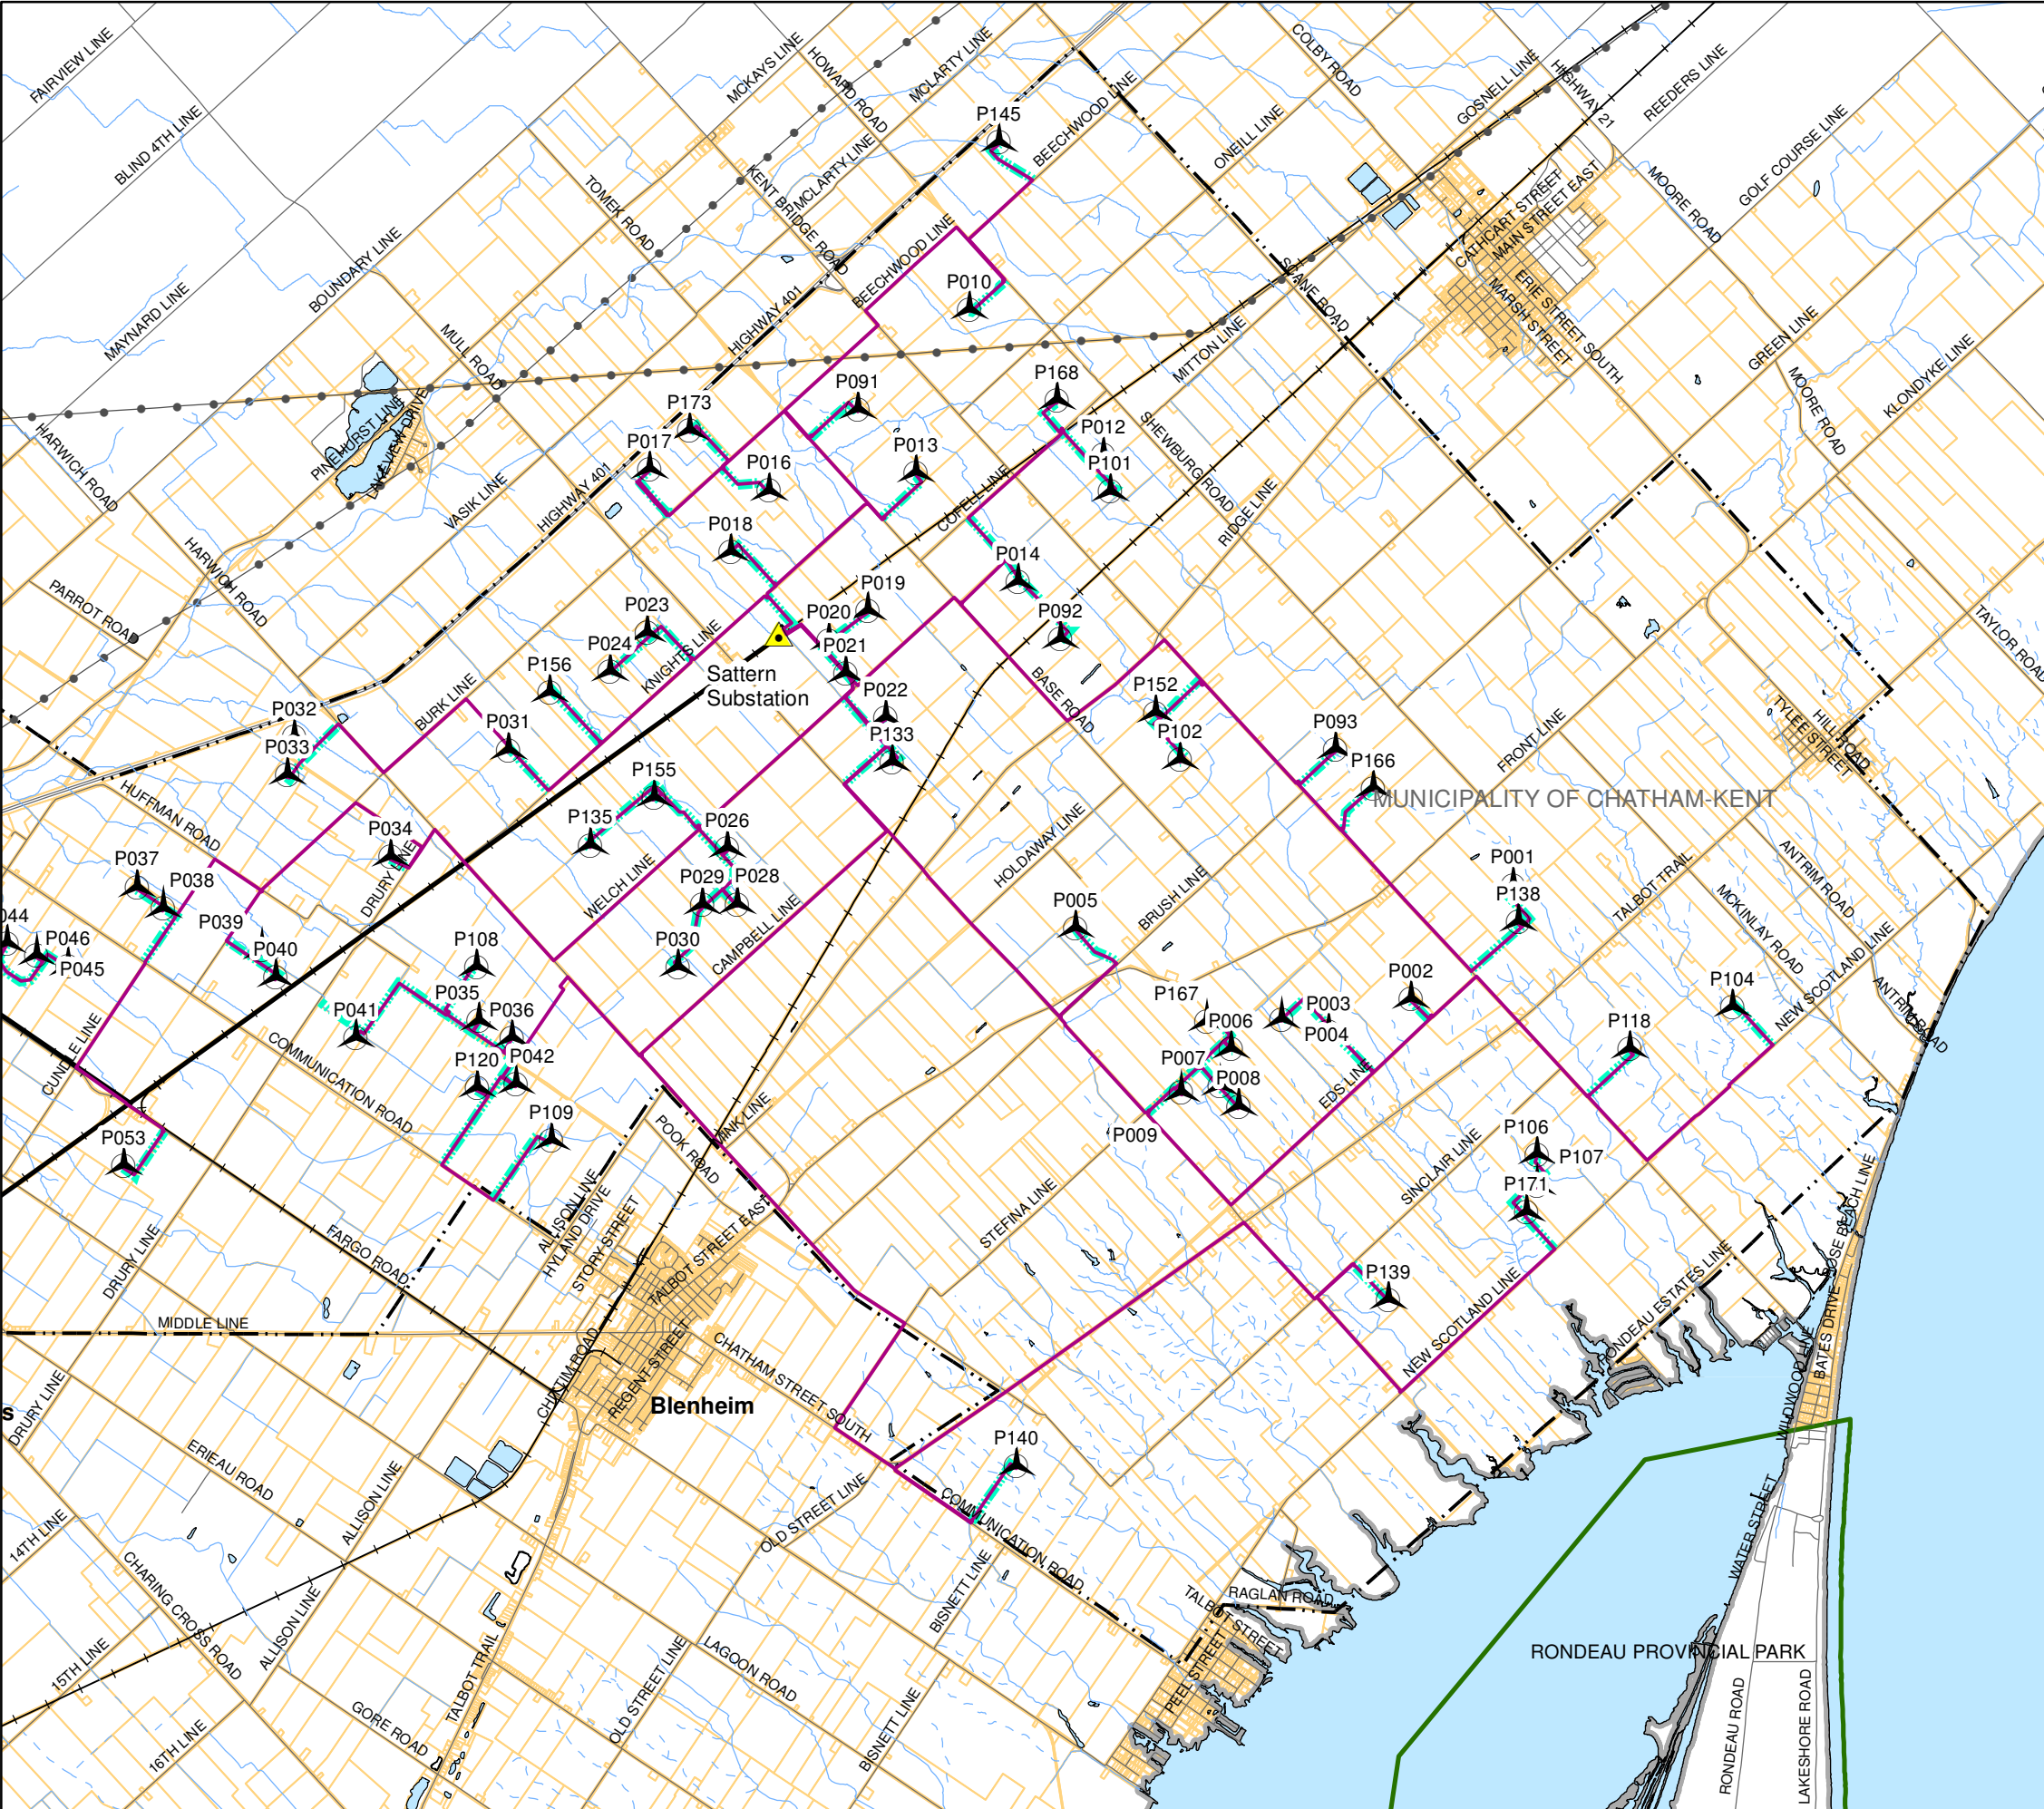 FAIRVIEW LINE
BLIND 4TH LINE
MAYNARD LINE
BOUNDARY LINE
MCKAYS LINE
HOWARD ROAD
MCLARTY LINE
MCLARTY LINE
KENT BRIDGE ROAD
TOMEK ROAD
P145
BEECHWOOD LINE
BEECHWOOD LINE
COLBY ROAD
ONEILL LINE
GOSNELL LINE
HIGHWAY 21
REEDERS LINE
GOLF COURSE LINE
MOORE ROAD
CATHCART STREET
MAIN STREET EAST
ERIE STREET SOUTH
MARSH STREET
SCANE ROAD
P010
HIGHWAY 401
MULL ROAD
PINEHURST LINE
HARWICH ROAD
HARWICH ROAD
PARROT ROAD
VASIK LINE
HIGHWAY 401
P173
P017
P016
P091
P013
P168
P012
P101
MITTON LINE
SHEWBURG ROAD
RIDGE LINE
COFELL LINE
GREEN LINE
MOORE ROAD
KLONDYKE LINE
TAYLOR ROAD
P018
P014
P019
P020
P092
P023
P024
P021
KNIGHTS LINE
Sattern
Substation
P156
P022
P133
BURK LINE
P032
P033
P031
P155
P135
P026
P029
P028
P030
WELCH LINE
CAMPBELL LINE
BASE ROAD
P152
P102
P093
P166
FRONT LINE
MUNICIPALITY OF CHATHAM-KENT
TYLEE STREET
HILL ROAD
HUFFMAN ROAD
P034
DRURY LINE
P037
P038
P039
P040
P046
P045
P108
P035
P036
P041
P120
P042
P109
HOLDAWAY LINE
BRUSH LINE
P005
P001
P138
TALBOT TRAIL
ANTRIM ROAD
MCKINLAY ROAD
NEW SCOTLAND LINE
P167
P003
P004
P002
P006
P007
P008
P009
EDS LINE
P104
P118
CUNDLE LINE
COMMUNICATION ROAD
P053
MINK LINE
POOK ROAD
ALLISON LINE
HYLAND DRIVE
STORY STREET
TALBOT STREET EAST
STEFINA LINE
SINCLAIR LINE
P106
P107
P171
P139
NEW SCOTLAND LINE
RONDEAU ESTATES LINE
ROSE BEACH LINE
BATES DRIVE
WILDWOOD LINE
DRURY LINE
FARGO ROAD
MIDDLE LINE
REGENT STREET
CHATHAM STREET SOUTH
Blenheim
DRURY LINE
ERIEAU ROAD
ALLISON LINE
P140
OLD STREET LINE
COMMUNICATION ROAD
14TH LINE
CHARING CROSS ROAD
ALLISON LINE
15TH LINE
16TH LINE
GORE ROAD
TALBOT TRAIL
OLD STREET LINE
LAGOON ROAD
BISNETT LINE
BISNETT LINE
RAGLAN ROAD
TALBOT STREET
PEEL STREET
WATER STREET
RONDEAU PROVINCIAL PARK
RONDEAU ROAD
LAKESHORE ROAD